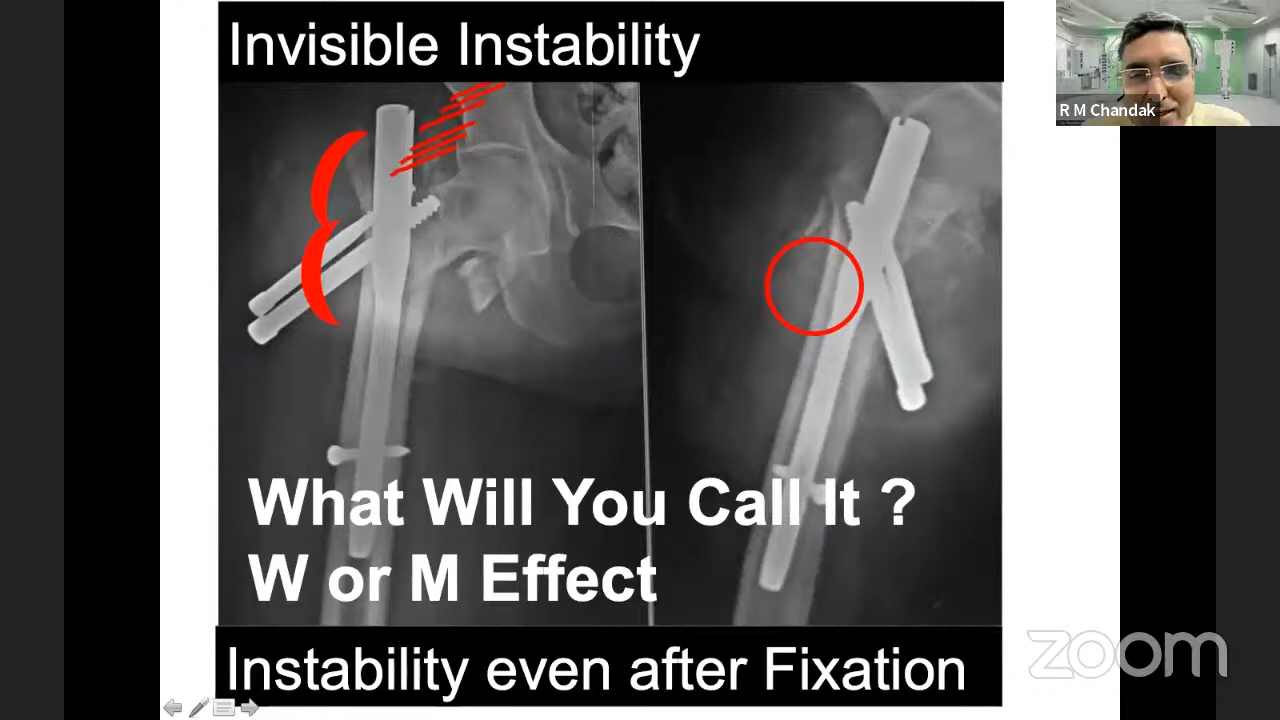 Invisible Instability
R M Chandak
What Will You Call It ?
W or M Effect
Instability even after Fixation
zoom